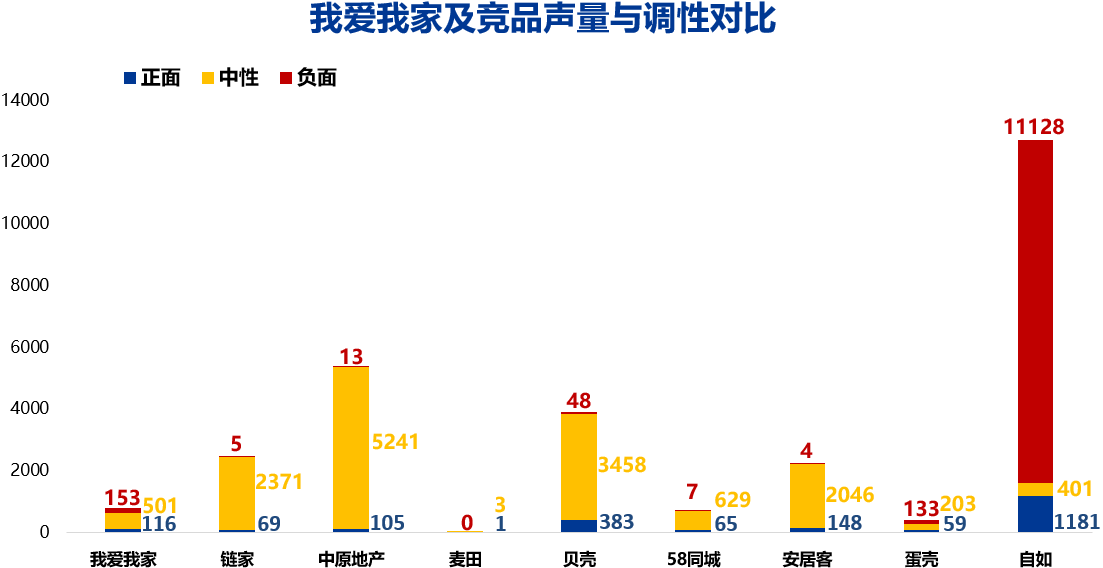 我爱我家及竞品声量与调性对比
正面 中性 负面
14000
12000
10000
8000
6000
4000
2000
0
153 501 116
5 2371 69
13 5241 105
0 3 1
48 3458 383
7 629 65
4 2046 148
133 203 59
11128 401 1181
我爱我家 链家 中原地产 麦田 贝壳 58同城 安居客 蛋壳 自如